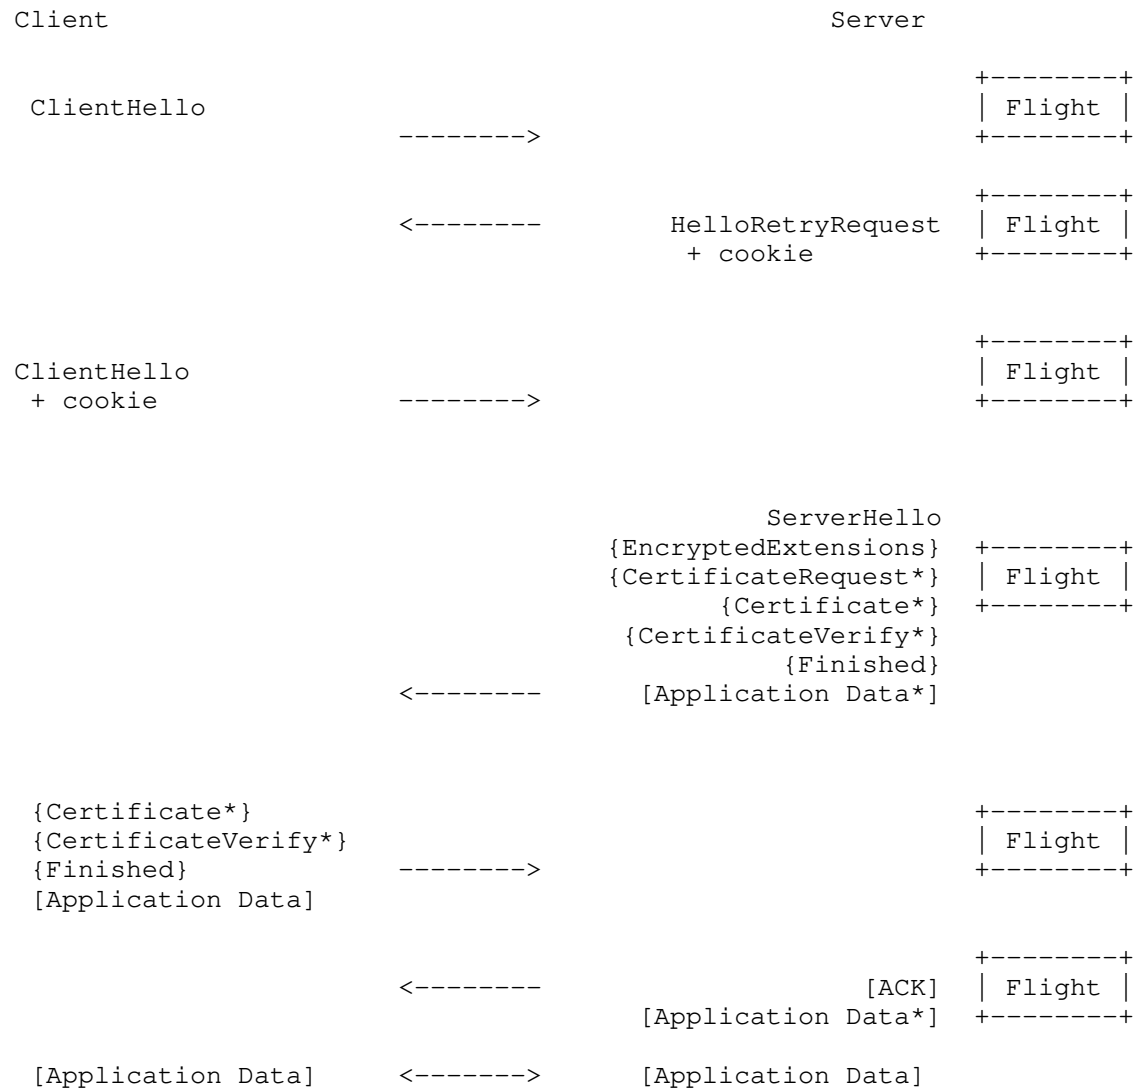 Client                                             Server

                                                            +--------+
 ClientHello                                                | Flight |
                        -------->                           +--------+

                                                            +--------+
                        <--------        HelloRetryRequest  | Flight |
                                          + cookie          +--------+


                                                            +--------+
ClientHello                                                 | Flight |
 + cookie               -------->                           +--------+



                                               ServerHello
                                     {EncryptedExtensions}  +--------+
                                     {CertificateRequest*}  | Flight |
                                            {Certificate*}  +--------+
                                      {CertificateVerify*}
                                                {Finished}
                        <--------      [Application Data*]



 {Certificate*}                                             +--------+
 {CertificateVerify*}                                       | Flight |
 {Finished}             -------->                           +--------+
 [Application Data]

                                                            +--------+
                        <--------                    [ACK]  | Flight |
                                       [Application Data*]  +--------+

 [Application Data]     <------->      [Application Data]